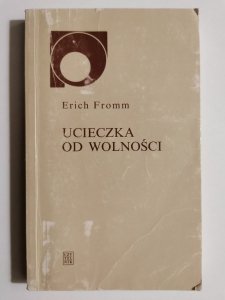 Erich Fromm
UCIECZKA
OD WOLNOŚCI